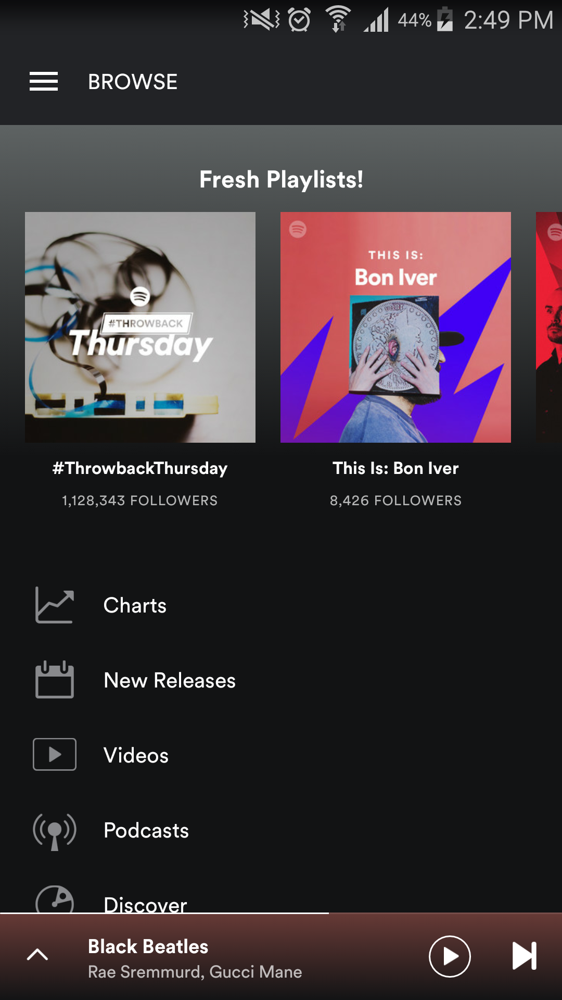 44% 2:49 PM
BROWSE
Fresh Playlists!
#THROWBACK
Thursday
THIS IS:
Bon Iver
#ThrowbackThursday
1,128,343 FOLLOWERS
This Is: Bon Iver
8,426 FOLLOWERS
Charts
New Releases
Videos
Podcasts
Discover
Black Beatles
Rae Sremmurd, Gucci Mane